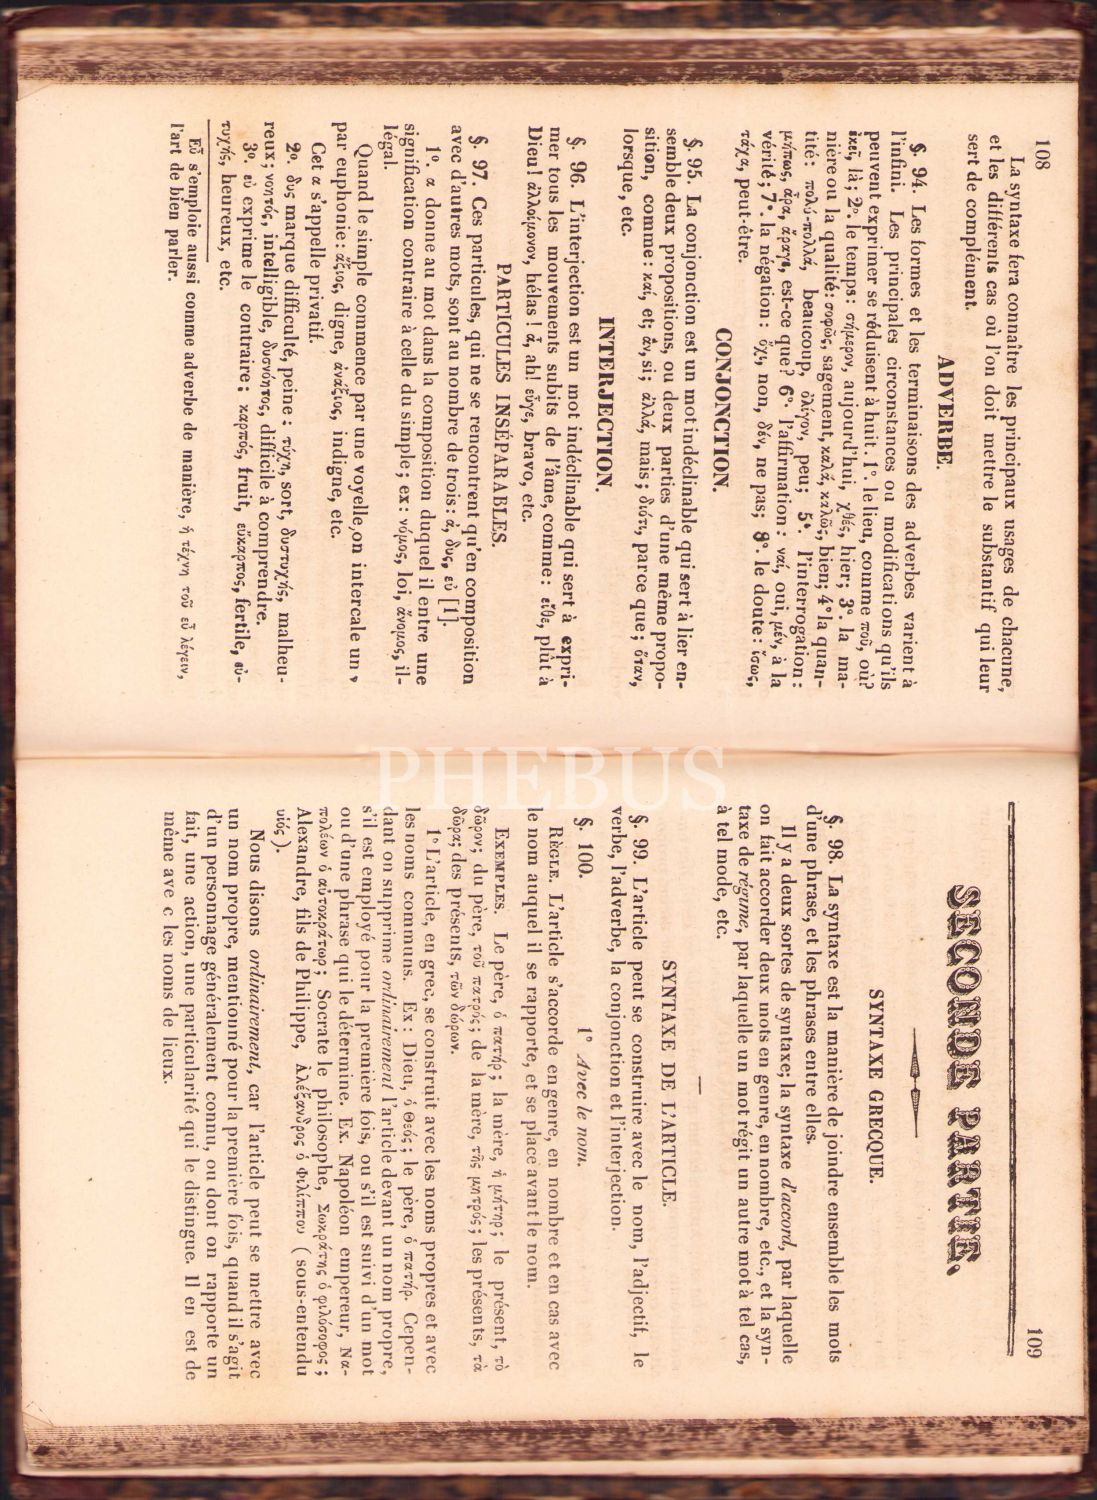 108
La syntaxe fera connaître les principaux usages de chacune,
et les différents cas où l'on doit mettre le substantif qui leur
sert de complément.
ADVERBE.
§. 94. Les formes et les terminaisons des adverbes varient à
l'infini. Les principales circonstances ou modifications qu'ils
peuvent exprimer se réduisent à huit. 1°. le lieu, comme ποῦ, où?
ἐκεῖ, là; 2°. le temps: σήμερον, aujourd'hui, χθές, hier; 3°. la ma-
nière ou la qualité: σοφῶς, sagement, καλά, καλῶς, bien; 4° la quan-
tité: πολύ-πολλά, beaucoup, ὀλίγον, peu; 5°. l'interrogation:
μήπως, ἆρα, ἆραγε, est-ce que? 6°. l'affirmation : ναί, oui, μέν, à la
vérité; 7°. la négation: ὄχι, non, δέν, ne pas; 8°. le doute: ἴσως,
τάχα, peut-être.
CONJONCTION.
§. 95. La conjonction est un mot indéclinable qui sert à lier en-
semble deux propositions, ou deux parties d'une même propo-
sition, comme: καί, et; ἄν, si; ἀλλά, mais; διότι, parce que; ὅταν,
lorsque, etc.
INTERJECTION.
§. 96. L'interjection est un mot indéclinable qui sert à expri-
mer tous les mouvements subits de l'âme, comme: εἴθε, plût à
Dieu! ἀλλοίμονον, hélas! ἆ, ah! εὖγε, bravo, etc.
PARTICULES INSÉPARABLES.
§. 97. Ces particules, qui ne se rencontrent qu'en composition
avec d'autres mots, sont au nombre de trois: ἀ, δυς, εὐ [1].
1°. α donne au mot dans la composition duquel il entre une
signification contraire à celle du simple; ex: νόμος, loi, ἄνομος, il-
légal.
Quand le simple commence par une voyelle, on intercale un ν
par euphonie: ἄξιος, digne, ἀνάξιος, indigne, etc.
Cet α s'appelle privatif.
2°. δυς marque difficulté, peine: τύχη, sort, δυστυχής, malheu-
reux; νοητός, intelligible, δυσνόητος, difficile à comprendre.
3°. εὐ exprime le contraire: καρπός, fruit, εὔκαρπος, fertile, εὐ-
τυχής, heureux, etc.
Εὖ s'emploie aussi comme adverbe de manière, ἡ τέχνη τοῦ εὖ λέγειν,
l'art de bien parler.
109
SECONDE PARTIE.
SYNTAXE GRECQUE.
§. 98. La syntaxe est la manière de joindre ensemble les mots
d'une phrase, et les phrases entre elles.
Il y a deux sortes de syntaxe; la syntaxe d'accord, par laquelle
on fait accorder deux mots en genre, en nombre, etc., et la syn-
taxe de régime, par laquelle un mot régit un autre mot à tel cas,
à tel mode, etc.
SYNTAXE DE L'ARTICLE.
§. 99. L'article peut se construire avec le nom, l'adjectif, le
verbe, l'adverbe, la conjonction et l'interjection.
§. 100. 1° Avec le nom.
RÈGLE. L'article s'accorde en genre, en nombre et en cas avec
le nom auquel il se rapporte, et se place avant le nom.
EXEMPLES. Le père, ὁ πατήρ; la mère, ἡ μήτηρ; le présent, τὸ
δῶρον; du père, τοῦ πατρός; de la mère, τῆς μητρός; les présents, τὰ
δῶρα; des présents, τῶν δώρων.
1° L'article, en grec, se construit avec les noms propres et avec
les noms communs. Ex: Dieu, ὁ Θεός; le père, ὁ πατήρ. Cepen-
dant on supprime ordinairement l'article devant un nom propre,
s'il est employé pour la première fois, ou s'il est suivi d'un mot
ou d'une phrase qui le détermine. Ex. Napoléon empereur, Να-
πολέων ὁ αὐτοκράτωρ; Socrate le philosophe, Σωκράτης ὁ φιλόσοφος;
Alexandre, fils de Philippe, Ἀλέξανδρος ὁ Φιλίππου (sous-entendu
υἱός).
Nous disons ordinairement, car l'article peut se mettre avec
un nom propre, mentionné pour la première fois, quand il s'agit
d'un personnage généralement connu, ou dont on rapporte un
fait, une action, une particularité qui le distingue. Il en est de
même ave c les noms de lieux.
PHEBUS